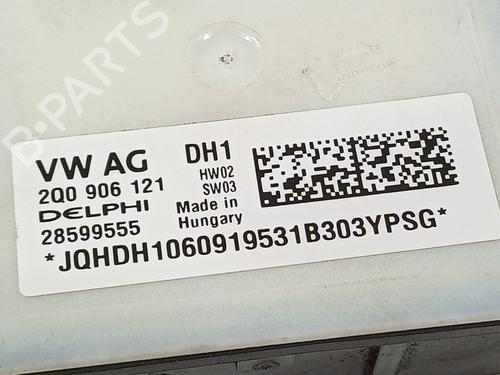 B-PARTS
VW AG DH1
2Q0 906 121 HW02
SW03
DELPHI Made in
28599555 Hungary
*JQHDH1060919531B303YPSG*